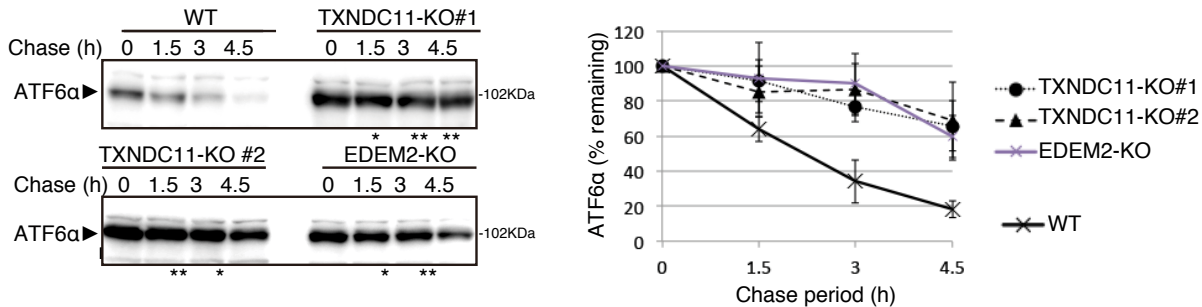 WT TXNDC11-KO#1
Chase (h) 0 1.5 3 4.5 0 1.5 3 4.5
ATF6α -102KDa
* ** **
TXNDC11-KO #2 EDEM2-KO
Chase (h) 0 1.5 3 4.5 0 1.5 3 4.5
ATF6α -102KDa
** * * **
ATF6α (% remaining)
120
100
80
60
40
20
0
0 1.5 3 4.5
Chase period (h)
TXNDC11-KO#1
TXNDC11-KO#2
EDEM2-KO
WT